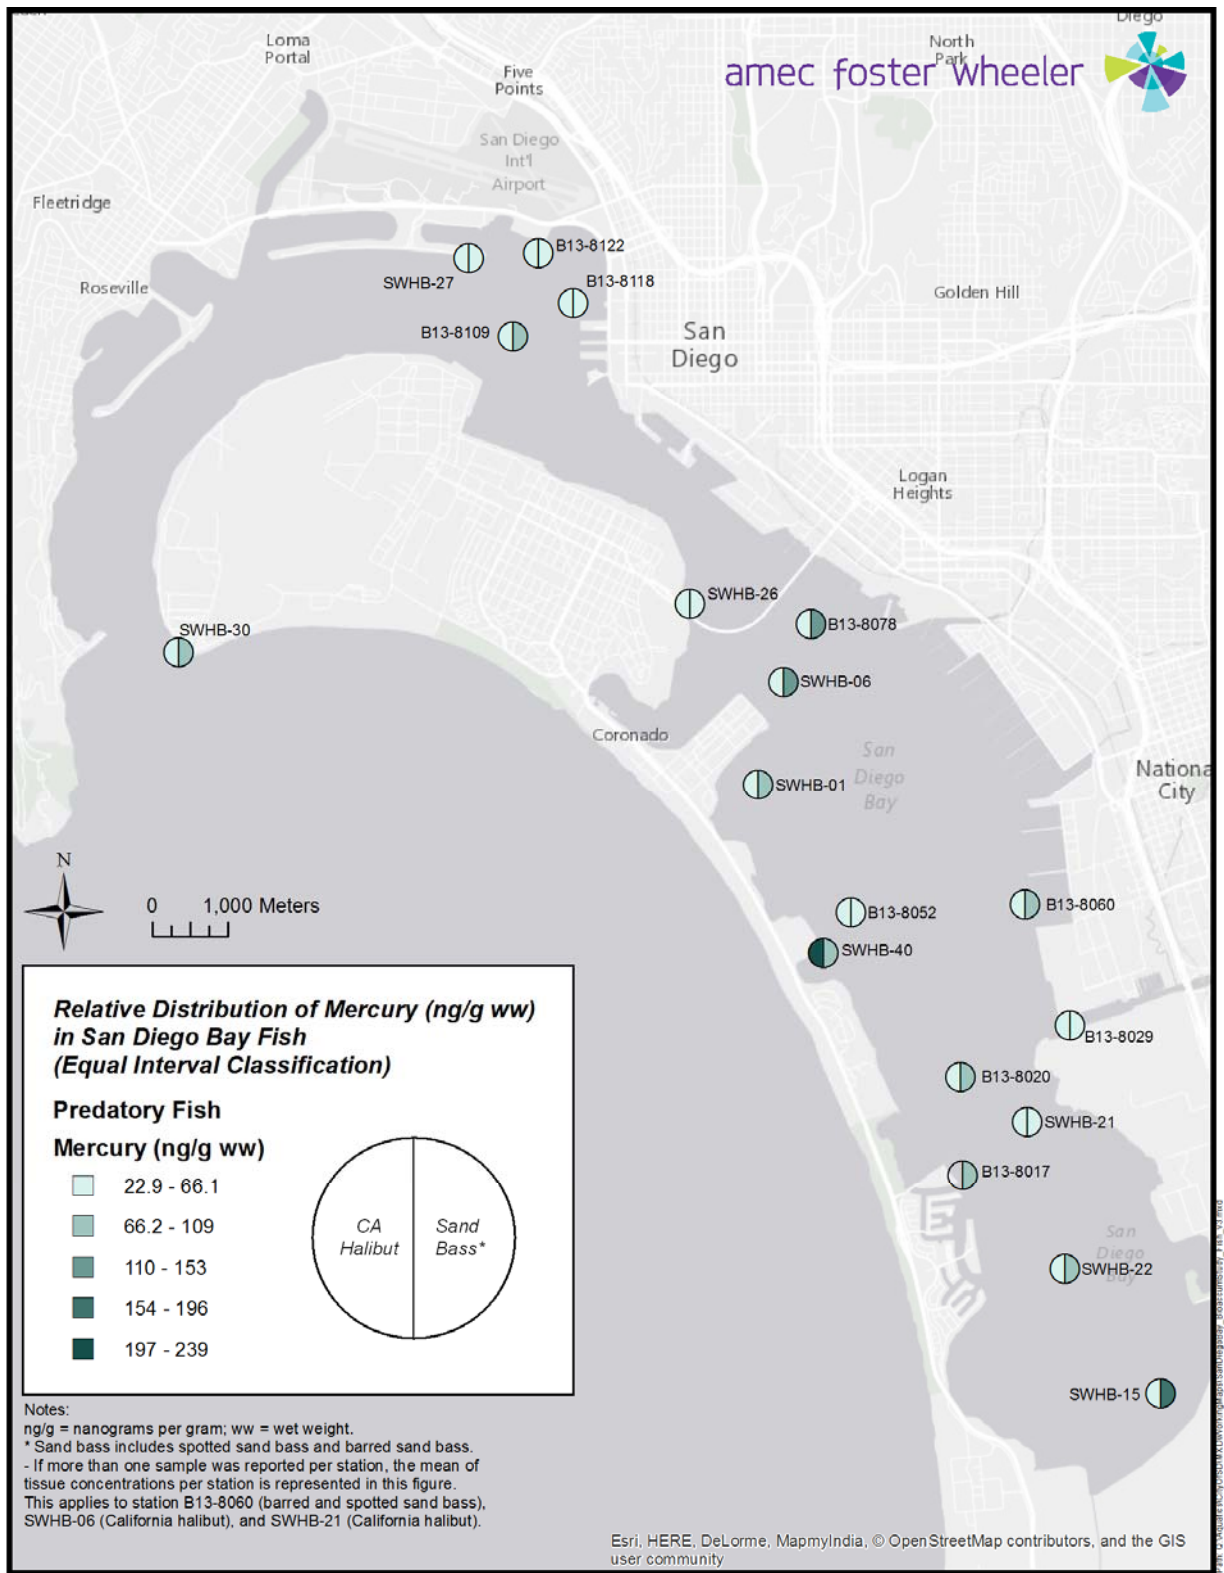 Diego
Loma
Portal
North
Park
amec foster wheeler
Five
Points
San Diego
Int'l
Airport
Fleetridge
B13-8122
SWHB-27
B13-8118
Roseville
Golden Hill
B13-8109
San
Diego
Logan
Heights
SWHB-26
B13-8078
SWHB-30
SWHB-06
Coronado
San
Diego
Bay
SWHB-01
Nationa
City
N
0 1,000 Meters
B13-8060
B13-8052
SWHB-40
B13-8029
B13-8020
SWHB-21
B13-8017
San
Diego
Bay
SWHB-22
SWHB-15
Relative Distribution of Mercury (ng/g ww)
in San Diego Bay Fish
(Equal Interval Classification)
Predatory Fish
Mercury (ng/g ww)
22.9 - 66.1
66.2 - 109
110 - 153
154 - 196
197 - 239
CA
Halibut
Sand
Bass*
Notes:
ng/g = nanograms per gram; ww = wet weight.
* Sand bass includes spotted sand bass and barred sand bass.
- If more than one sample was reported per station, the mean of
tissue concentrations per station is represented in this figure.
This applies to station B13-8060 (barred and spotted sand bass),
SWHB-06 (California halibut), and SWHB-21 (California halibut).
Esri, HERE, DeLorme, MapmyIndia, © OpenStreetMap contributors, and the GIS
user community